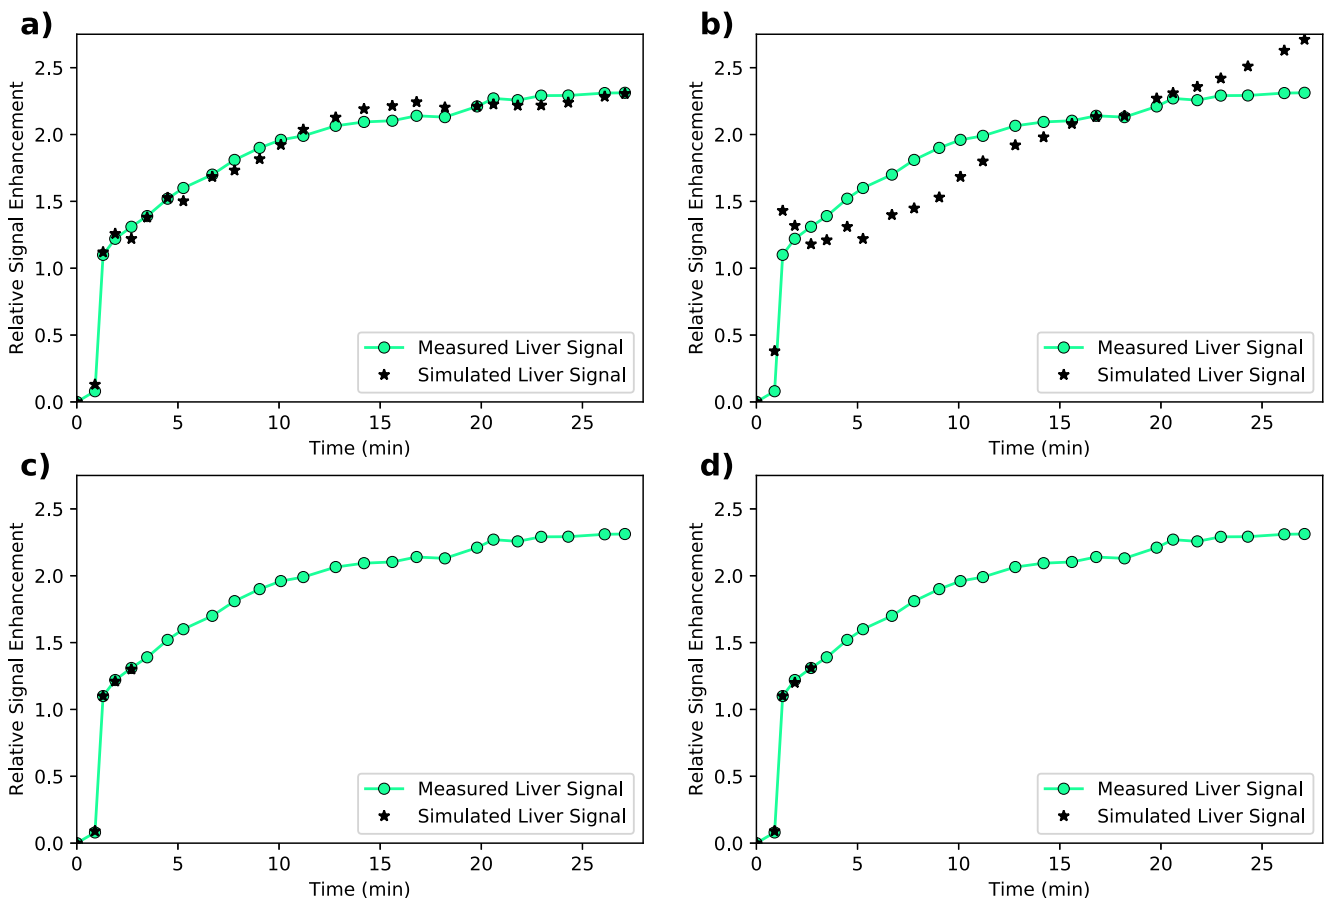 a)
Relative Signal Enhancement
2.5
2.0
1.5
1.0
0.5
0.0
Measured Liver Signal
Simulated Liver Signal
0 5 10 15 20 25
Time (min)
b)
Relative Signal Enhancement
2.5
2.0
1.5
1.0
0.5
0.0
Measured Liver Signal
Simulated Liver Signal
0 5 10 15 20 25
Time (min)
c)
Relative Signal Enhancement
2.5
2.0
1.5
1.0
0.5
0.0
Measured Liver Signal
Simulated Liver Signal
0 5 10 15 20 25
Time (min)
d)
Relative Signal Enhancement
2.5
2.0
1.5
1.0
0.5
0.0
Measured Liver Signal
Simulated Liver Signal
0 5 10 15 20 25
Time (min)